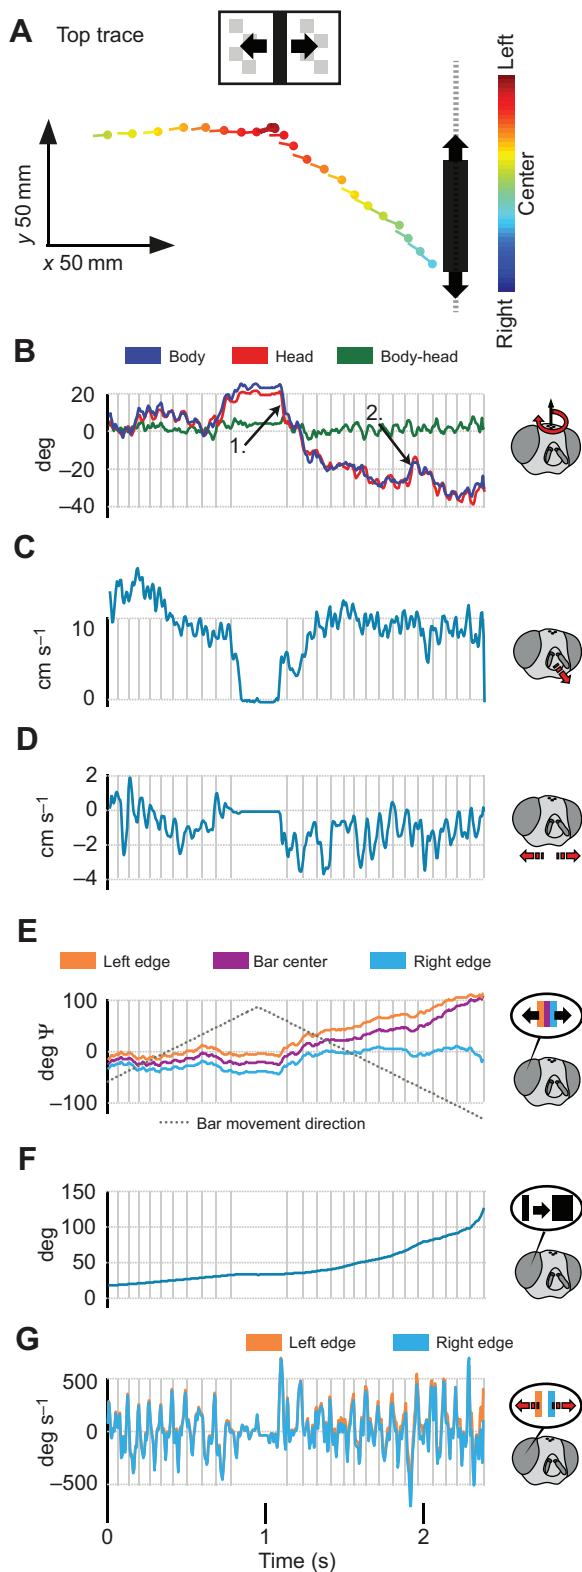 A
Top trace
Left
Center
Right
y 50 mm
x 50 mm
B
Body
Head
Body-head
20
0
−20
−40
deg
1.
2.
C
10
0
cm s−1
D
2
0
−2
−4
cm s−1
E
Left edge
Bar center
Right edge
100
0
−100
deg Ψ
Bar movement direction
F
150
100
50
0
deg
G
Left edge
Right edge
500
0
−500
deg s−1
0
1
2
Time (s)